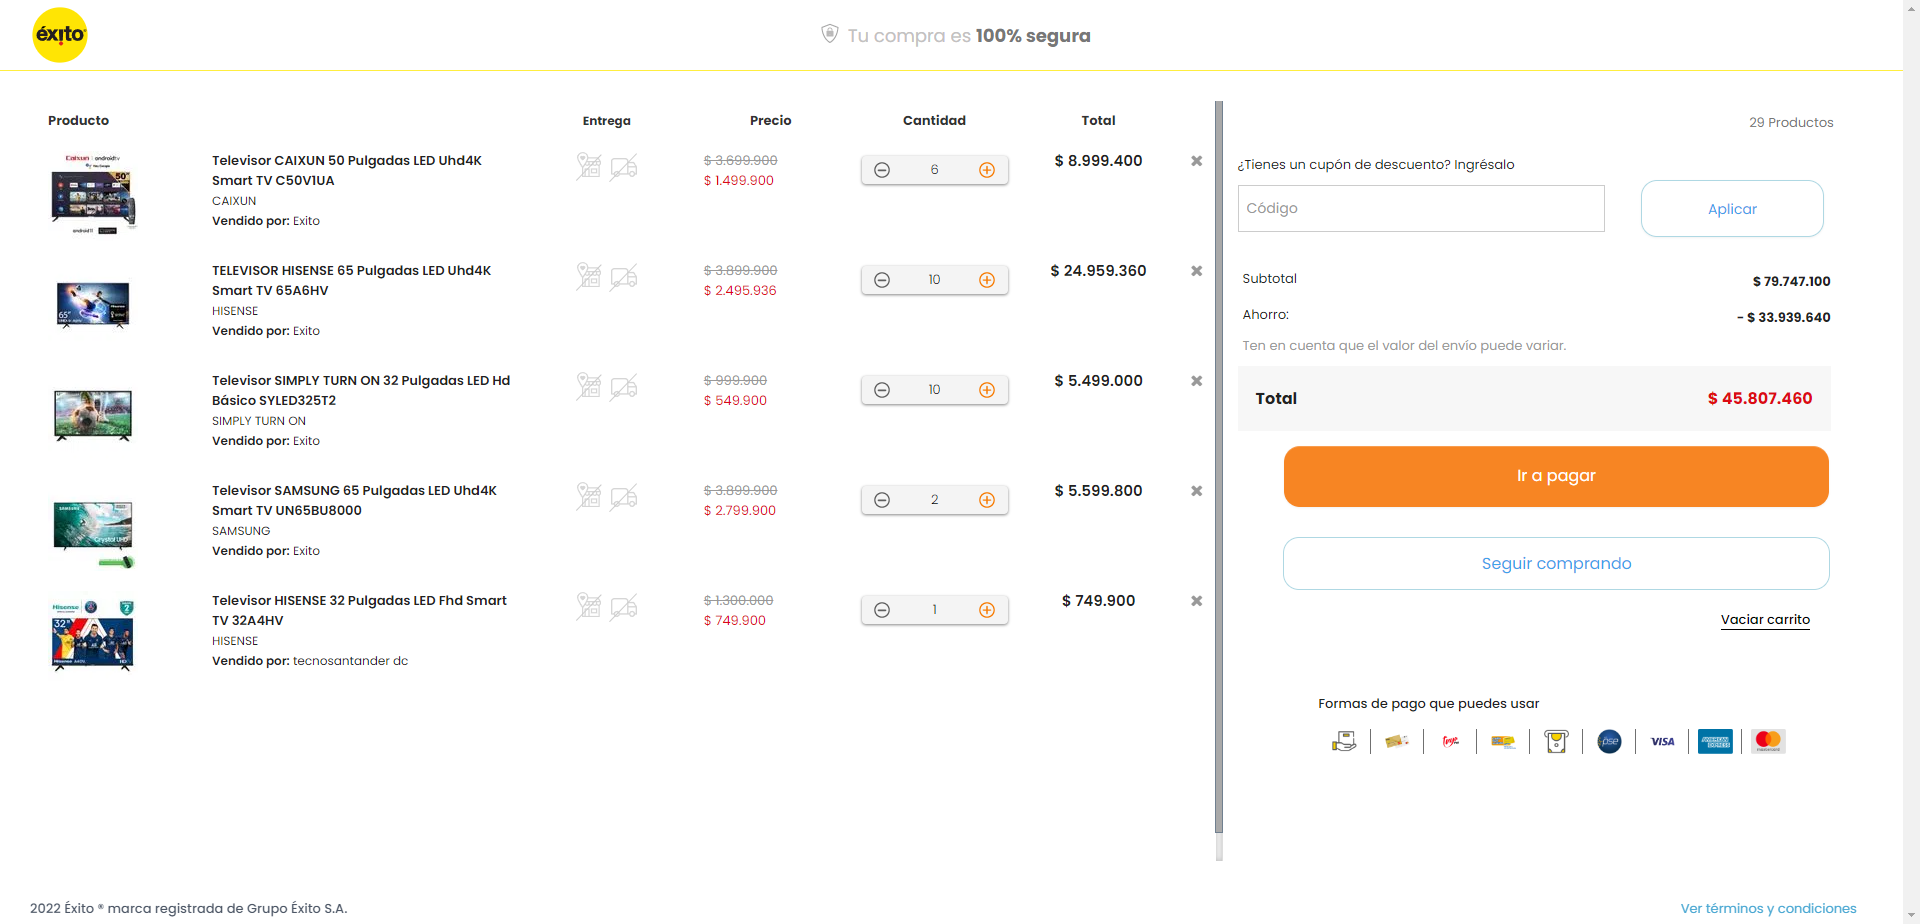 éxito
Tu compra es 100% segura
Producto Entrega Precio Cantidad Total
Televisor CAIXUN 50 Pulgadas LED Uhd4K
Smart TV C50V1UA
CAIXUN
Vendido por: Exito
$ 3.699.900
$ 1.499.900
6
$ 8.999.400
TELEVISOR HISENSE 65 Pulgadas LED Uhd4K
Smart TV 65A6HV
HISENSE
Vendido por: Exito
$ 3.899.900
$ 2.495.936
10
$ 24.959.360
Televisor SIMPLY TURN ON 32 Pulgadas LED Hd
Básico SYLED325T2
SIMPLY TURN ON
Vendido por: Exito
$ 999.900
$ 549.900
10
$ 5.499.000
Televisor SAMSUNG 65 Pulgadas LED Uhd4K
Smart TV UN65BU8000
SAMSUNG
Vendido por: Exito
$ 3.899.900
$ 2.799.900
2
$ 5.599.800
Televisor HISENSE 32 Pulgadas LED Fhd Smart
TV 32A4HV
HISENSE
Vendido por: tecnosantander dc
$ 1.300.000
$ 749.900
1
$ 749.900
29 Productos
¿Tienes un cupón de descuento? Ingrésalo
Código
Aplicar
Subtotal $ 79.747.100
Ahorro: - $ 33.939.640
Ten en cuenta que el valor del envío puede variar.
Total $ 45.807.460
Ir a pagar
Seguir comprando
Vaciar carrito
Formas de pago que puedes usar
pse VISA AMERICAN EXPRESS
2022 Éxito ® marca registrada de Grupo Éxito S.A.
Ver términos y condiciones